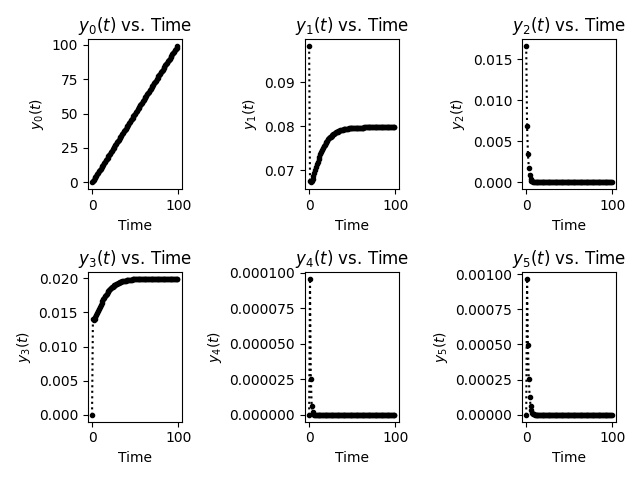 y₀(t) vs. Time
y₁(t) vs. Time
y₂(t) vs. Time
100
75
50
25
0
y₀(t)
0 100
Time
0.09
0.08
0.07
y₁(t)
0 100
Time
0.015
0.010
0.005
0.000
y₂(t)
0 100
Time
y₃(t) vs. Time
y₄(t) vs. Time
y₅(t) vs. Time
0.020
0.015
0.010
0.005
0.000
y₃(t)
0 100
Time
0.000100
0.000075
0.000050
0.000025
0.000000
y₄(t)
0 100
Time
0.00100
0.00075
0.00050
0.00025
0.00000
y₅(t)
0 100
Time